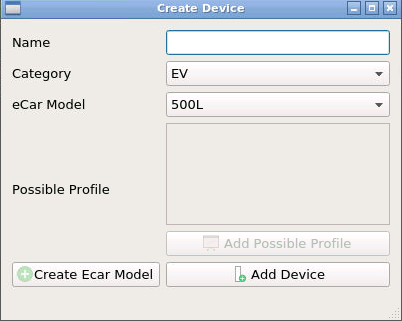 Create Device
Name
Category EV
eCar Model 500L
Possible Profile
Add Possible Profile
Create Ecar Model Add Device